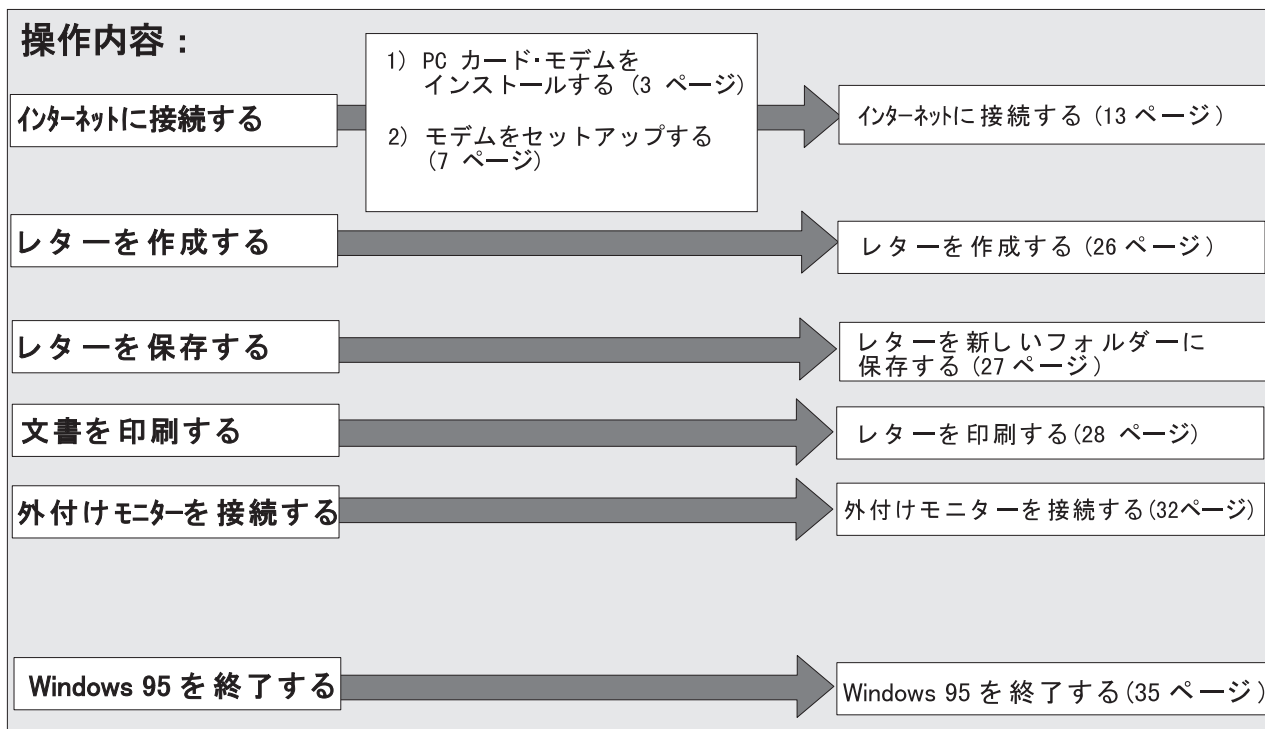 操作内容：
インターネットに接続する
1) PC カード・モデムを
インストールする (3 ページ)
2) モデムをセットアップする
(7 ページ)
インターネットに接続する (13 ページ)
レターを作成する
レターを作成する (26 ページ)
レターを保存する
レターを新しいフォルダーに
保存する (27 ページ)
文書を印刷する
レターを印刷する(28 ページ)
外付けモニターを接続する
外付けモニターを接続する(32ページ)
Windows 95 を終了する
Windows 95 を終了する(35 ページ)